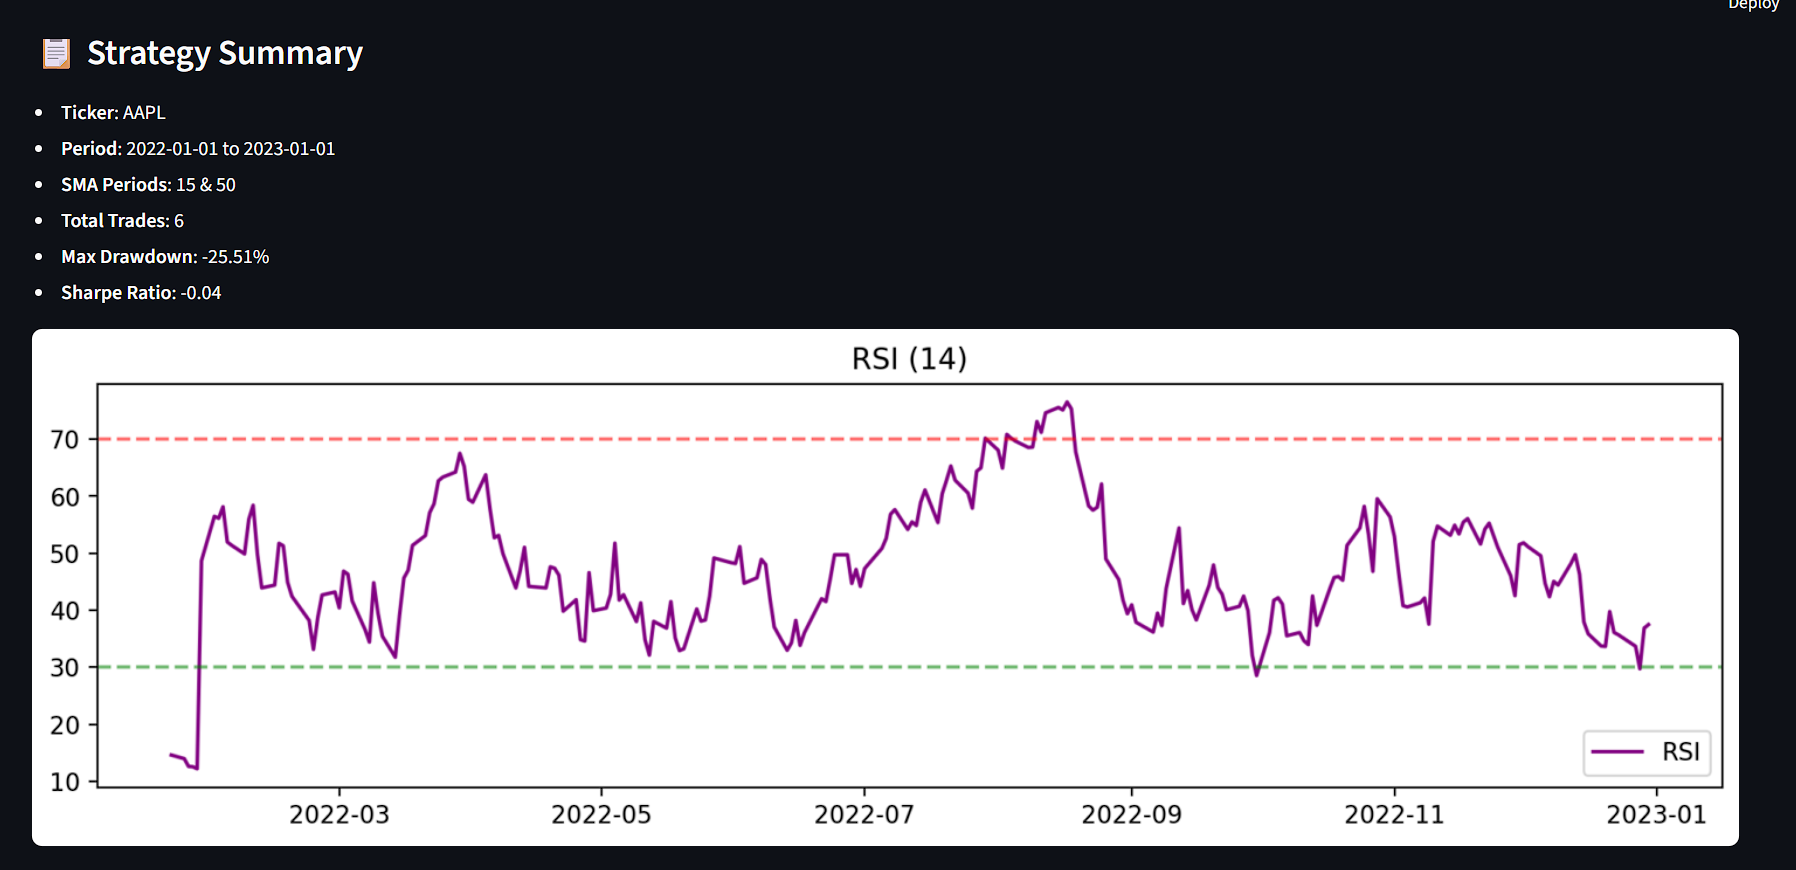 Deploy
Strategy Summary
Ticker: AAPL
Period: 2022-01-01 to 2023-01-01
SMA Periods: 15 & 50
Total Trades: 6
Max Drawdown: -25.51%
Sharpe Ratio: -0.04
RSI (14)
70
60
50
40
30
20
10
RSI
2022-03 2022-05 2022-07 2022-09 2022-11 2023-01